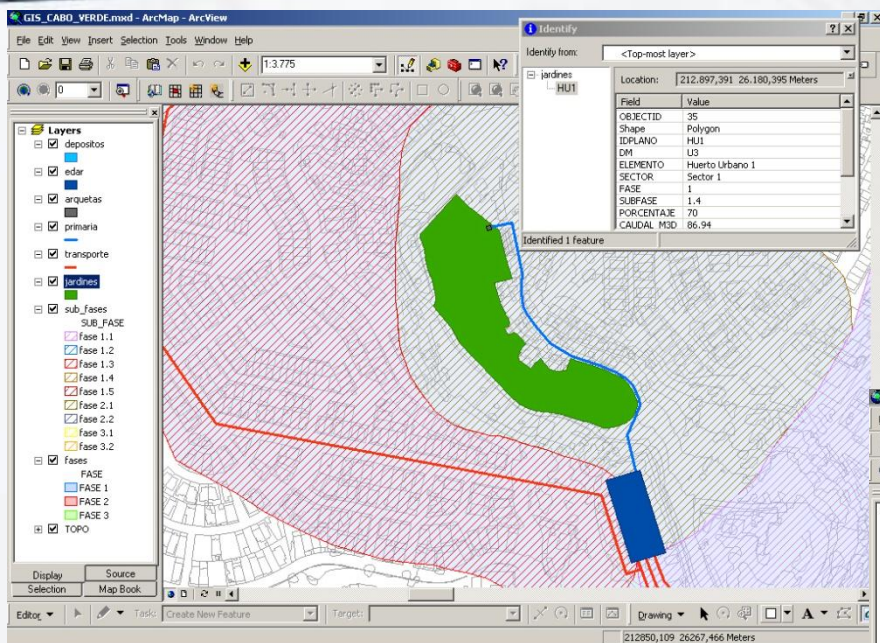 GIS_CABO_VERDE.mxd - ArcMap - ArcView
File Edit View Insert Selection Tools Window Help
1:3.775
0
Layers
depositos
edar
arquetas
primaria
transporte
jardines
sub_fases
SUB_FASE
fase 1.1
fase 1.2
fase 1.3
fase 1.4
fase 1.5
fase 2.1
fase 2.2
fase 3.1
fase 3.2
fases
FASE
FASE 1
FASE 2
FASE 3
TOPO
Display Source
Selection Map Book
Identify
Identify from: <Top-most layer>
jardines
HU1
Location: 212.897,391 26.180,395 Meters
Field Value
OBJECTID 35
Shape Polygon
IDPLANO HU1
DM U3
ELEMENTO Huerto Urbano 1
SECTOR Sector 1
FASE 1
SUBFASE 1.4
PORCENTAJE 70
CAUDAL_M3D 86.94
Identified 1 feature
Editor Task: Create New Feature Target: Drawing A
212850,109 26267,466 Meters